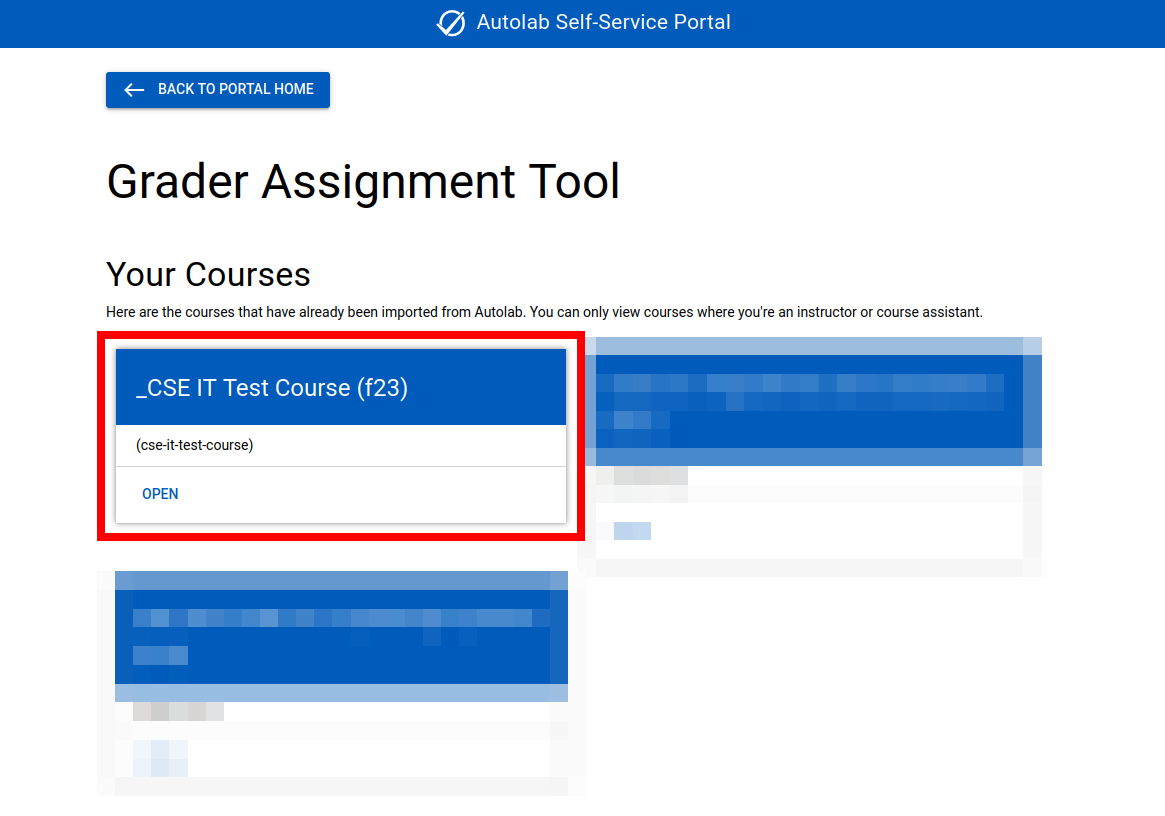 Autolab Self-Service Portal
BACK TO PORTAL HOME
Grader Assignment Tool
Your Courses
Here are the courses that have already been imported from Autolab. You can only view courses where you're an instructor or course assistant.
_CSE IT Test Course (f23)
(cse-it-test-course)
OPEN